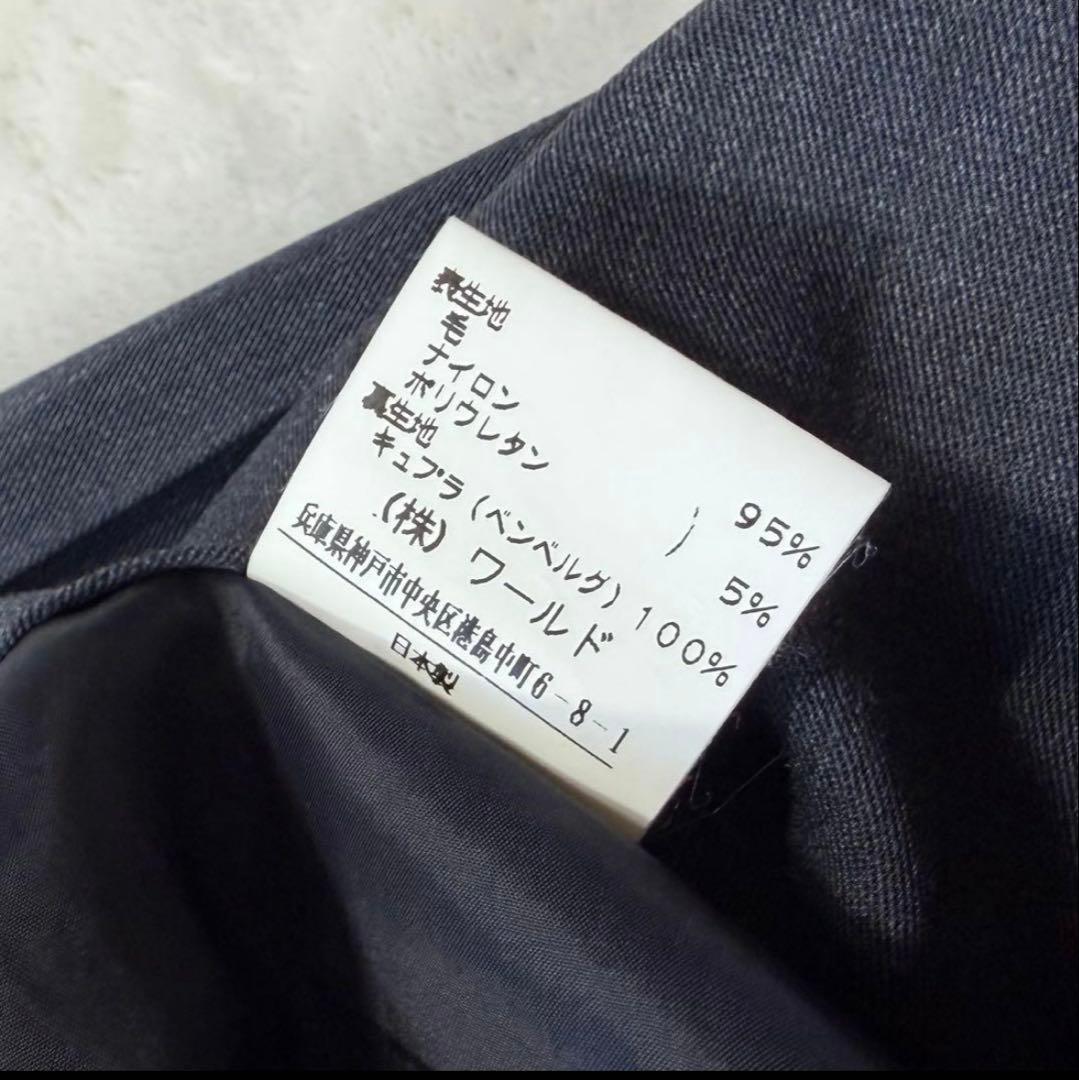 表生地
毛 95%
ナイロン )
ポリウレタン 5%
裏生地
キュプラ(ベンベルグ) 100%
(株) ワールド
兵庫県神戸市中央区港島中町6-8-1
日本製